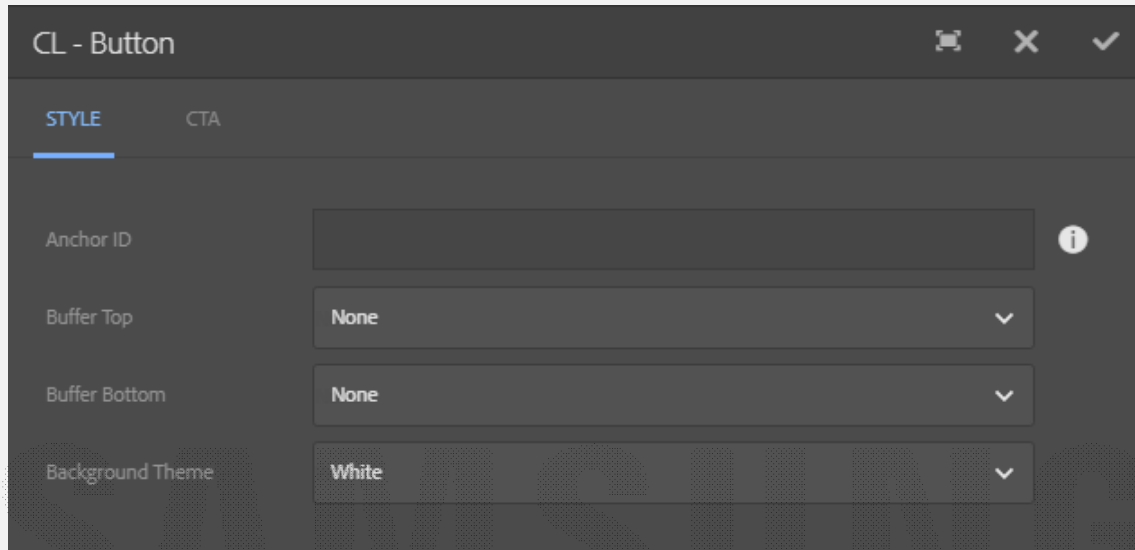 CL - Button
STYLE CTA
Anchor ID
Buffer Top None
Buffer Bottom None
Background Theme White
SAMSUNG